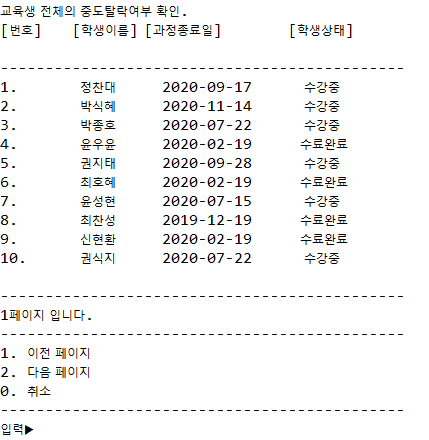 교육생 전체의 중도탈락여부 확인.
[번호] [학생이름] [과정종료일] [학생상태]
---------------------------------------------
1. 정찬대 2020-09-17 수강중
2. 박식혜 2020-11-14 수강중
3. 박종호 2020-07-22 수강중
4. 윤우윤 2020-02-19 수료완료
5. 권지태 2020-09-28 수강중
6. 최호혜 2020-02-19 수료완료
7. 윤성현 2020-07-15 수강중
8. 최찬성 2019-12-19 수료완료
9. 신현환 2020-02-19 수료완료
10. 권식지 2020-07-22 수강중
---------------------------------------------
1페이지 입니다.
---------------------------------------------
1. 이전 페이지
2. 다음 페이지
0. 취소
---------------------------------------------
입력▶